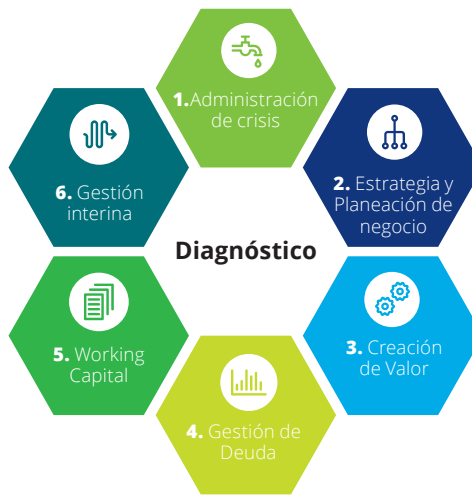 1.Administración
de crisis
2. Estrategia y
Planeación de
negocio
3. Creación
de Valor
4. Gestión de
Deuda
5. Working
Capital
6. Gestión
interina
Diagnóstico